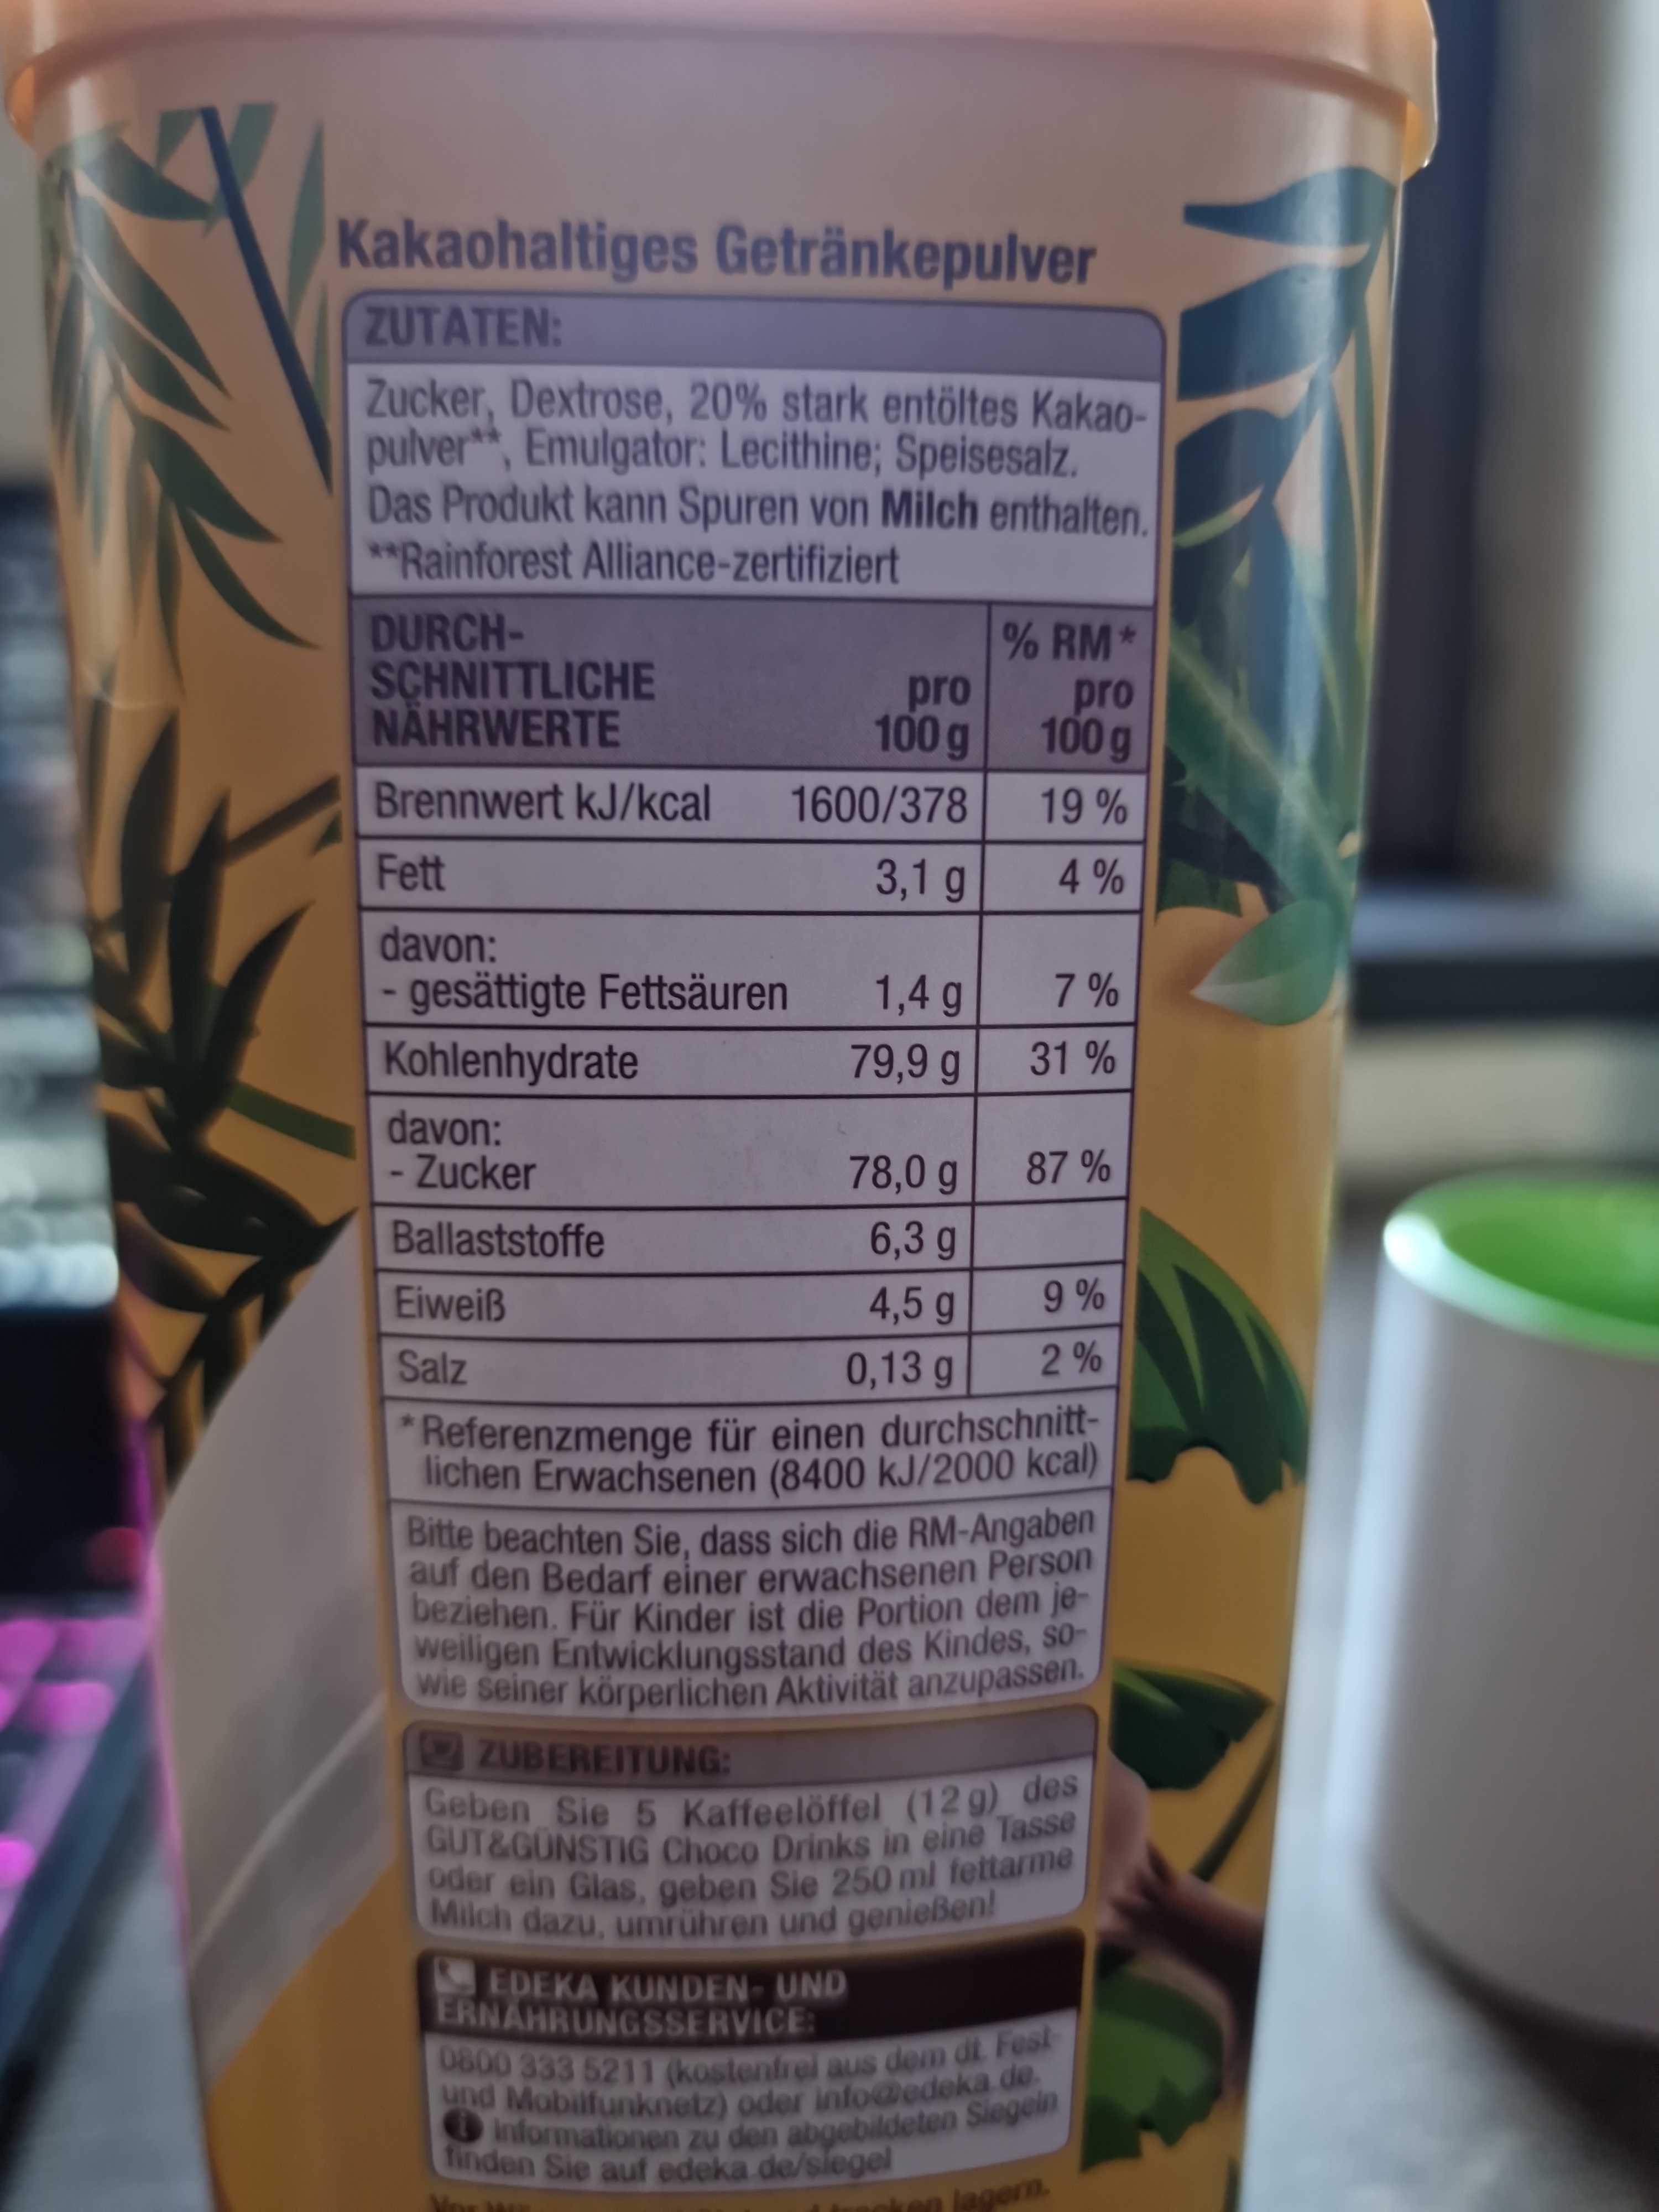 Kakaohaltiges Getränkepulver
ZUTATEN:
Zucker, Dextrose, 20% stark entöltes Kakao-
pulver**, Emulgator: Lecithine; Speisesalz.
Das Produkt kann Spuren von Milch enthalten.
**Rainforest Alliance-zertifiziert
DURCH-
SCHNITTLICHE
NÄHRWERTE pro 100 g % RM* pro 100 g
Brennwert kJ/kcal 1600/378 19 %
Fett 3,1 g 4 %
davon:
- gesättigte Fettsäuren 1,4 g 7 %
Kohlenhydrate 79,9 g 31 %
davon:
- Zucker 78,0 g 87 %
Ballaststoffe 6,3 g
Eiweiß 4,5 g 9 %
Salz 0,13 g 2 %
*Referenzmenge für einen durchschnitt-
lichen Erwachsenen (8400 kJ/2000 kcal)
Bitte beachten Sie, dass sich die RM-Angaben
auf den Bedarf einer erwachsenen Person
beziehen. Für Kinder ist die Portion dem je-
weiligen Entwicklungsstand des Kindes, so-
wie seiner körperlichen Aktivität anzupassen.
ZUBEREITUNG:
Geben Sie 5 Kaffeelöffel (12 g) des
GUT&GÜNSTIG Choco Drinks in eine Tasse
oder ein Glas, geben Sie 250 ml fettarme
Milch dazu, umrühren und genießen!
EDEKA KUNDEN- UND
ERNÄHRUNGSSERVICE:
0800 333 5211 (kostenfrei aus dem dt. Fest-
und Mobilfunknetz) oder info@edeka.de.
Informationen zu den abgebildeten Siegeln
finden Sie auf edeka.de/siegel
Vor trocken lagern.